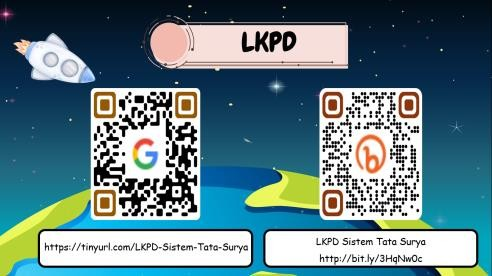 LKPD
https://tinyurl.com/LKPD-Sistem-Tata-Surya
LKPD Sistem Tata Surya
http://bit.ly/3HqNw0c